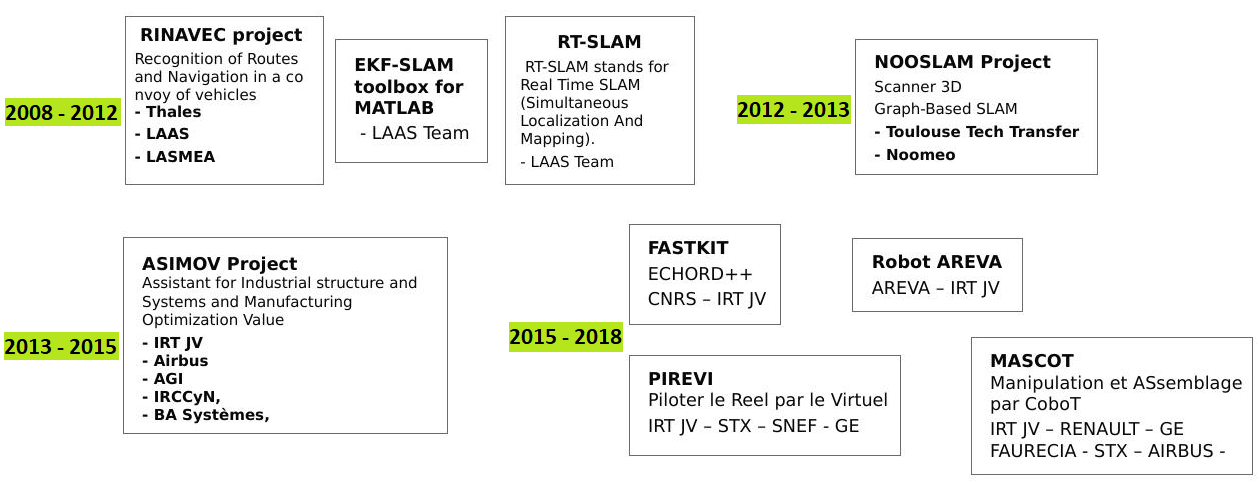 2008 - 2012
RINAVEC project
Recognition of Routes
and Navigation in a co
nvoy of vehicles
- Thales
- LAAS
- LASMEA
EKF-SLAM
toolbox for
MATLAB
- LAAS Team
RT-SLAM
RT-SLAM stands for
Real Time SLAM
(Simultaneous
Localization And
Mapping).
- LAAS Team
2012 - 2013
NOOSLAM Project
Scanner 3D
Graph-Based SLAM
- Toulouse Tech Transfer
- Noomeo
2013 - 2015
ASIMOV Project
Assistant for Industrial structure and
Systems and Manufacturing
Optimization Value
- IRT JV
- Airbus
- AGI
- IRCCyN,
- BA Systèmes,
2015 - 2018
FASTKIT
ECHORD++
CNRS – IRT JV
Robot AREVA
AREVA – IRT JV
PIREVI
Piloter le Reel par le Virtuel
IRT JV – STX – SNEF - GE
MASCOT
Manipulation et ASsemblage
par CoboT
IRT JV – RENAULT – GE
FAURECIA - STX – AIRBUS -